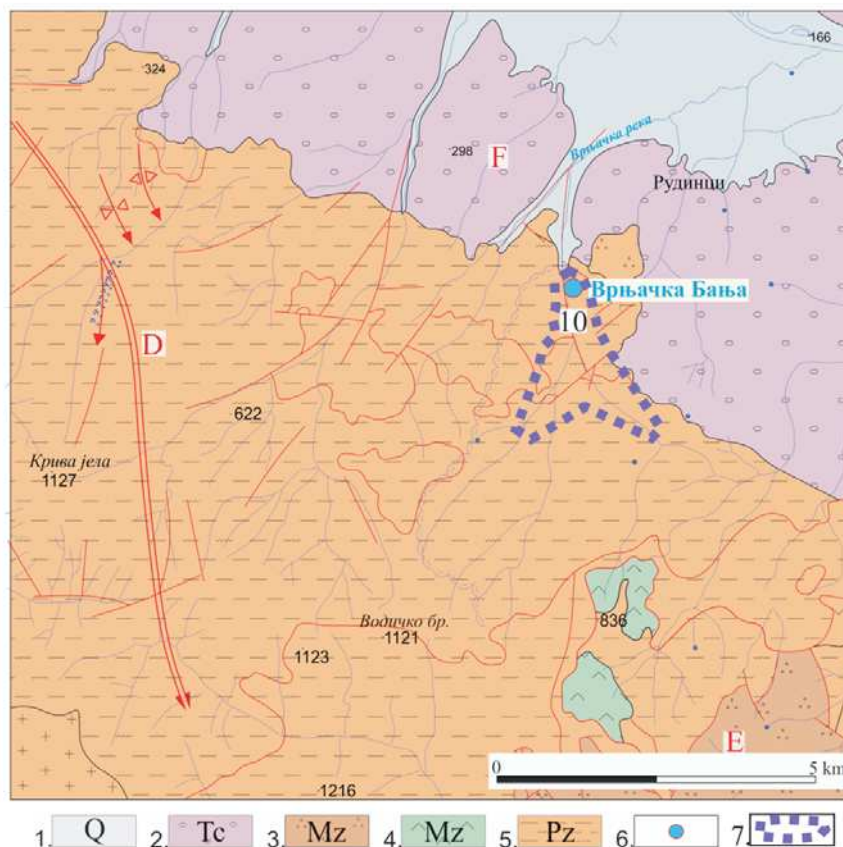 166
324
298
F
Врњачка река
Рудинци
Врњачка Бања
10
D
622
Крива јела
1127
836
Водичко бр.
1121
1123
E
0 5 km
1216
1. Q 2. Tc 3. Mz 4. Mz 5. Pz 6. 7.